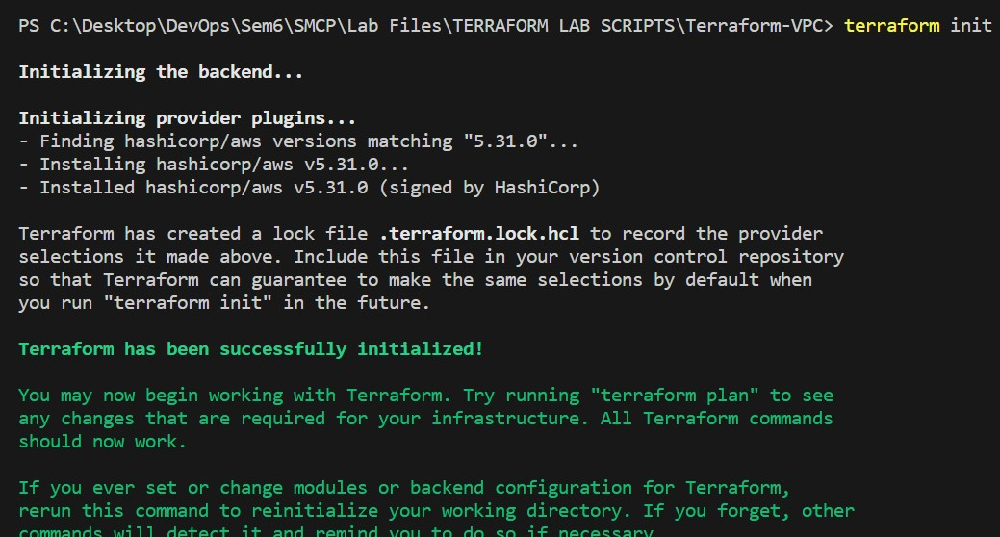 PS C:\Desktop\DevOps\Sem6\SMCP\Lab Files\TERRAFORM LAB SCRIPTS\Terraform-VPC> terraform init
Initializing the backend...
Initializing provider plugins...
- Finding hashicorp/aws versions matching "5.31.0"...
- Installing hashicorp/aws v5.31.0...
- Installed hashicorp/aws v5.31.0 (signed by HashiCorp)
Terraform has created a lock file .terraform.lock.hcl to record the provider
selections it made above. Include this file in your version control repository
so that Terraform can guarantee to make the same selections by default when
you run "terraform init" in the future.
Terraform has been successfully initialized!
You may now begin working with Terraform. Try running "terraform plan" to see
any changes that are required for your infrastructure. All Terraform commands
should now work.
If you ever set or change modules or backend configuration for Terraform,
rerun this command to reinitialize your working directory. If you forget, other
commands will detect it and remind you to do so if necessary.